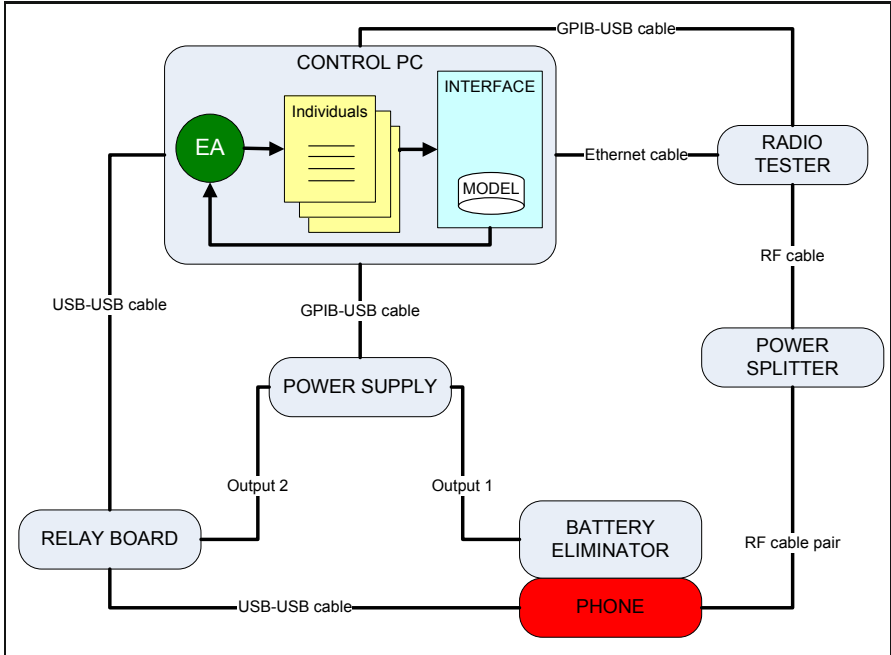 GPIB-USB cable
CONTROL PC
INTERFACE
Individuals
EA
MODEL
Ethernet cable
RADIO
TESTER
RF cable
USB-USB cable
GPIB-USB cable
POWER
SPLITTER
POWER SUPPLY
Output 2
Output 1
RELAY BOARD
BATTERY
ELIMINATOR
RF cable pair
USB-USB cable
PHONE